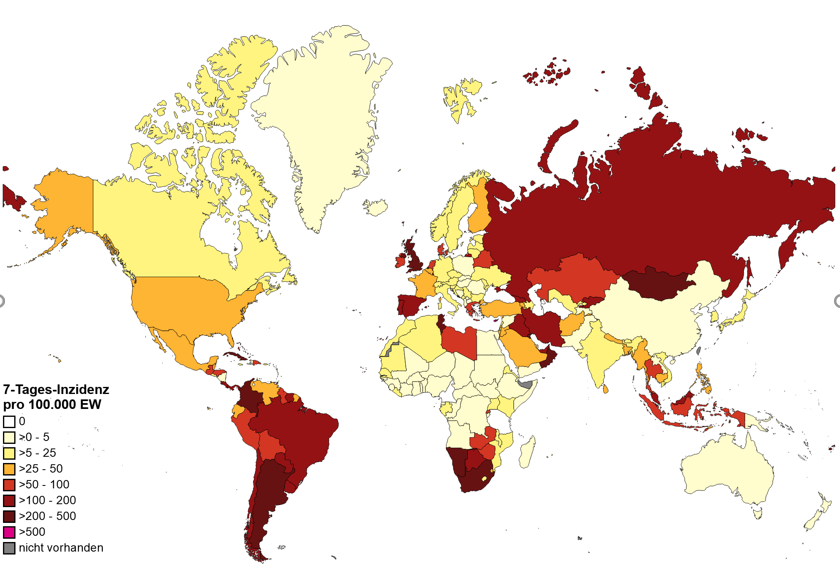 7-Tages-Inzidenz
pro 100.000 EW
0
>0 - 5
>5 - 25
>25 - 50
>50 - 100
>100 - 200
>200 - 500
>500
nicht vorhanden